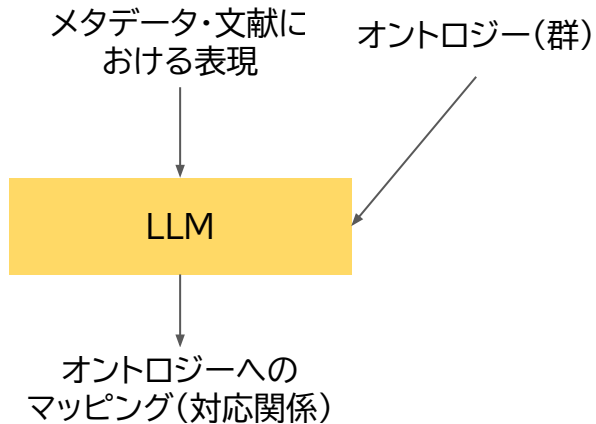 メタデータ・文献に
おける表現
オントロジー(群)
LLM
オントロジーへの
マッピング(対応関係)